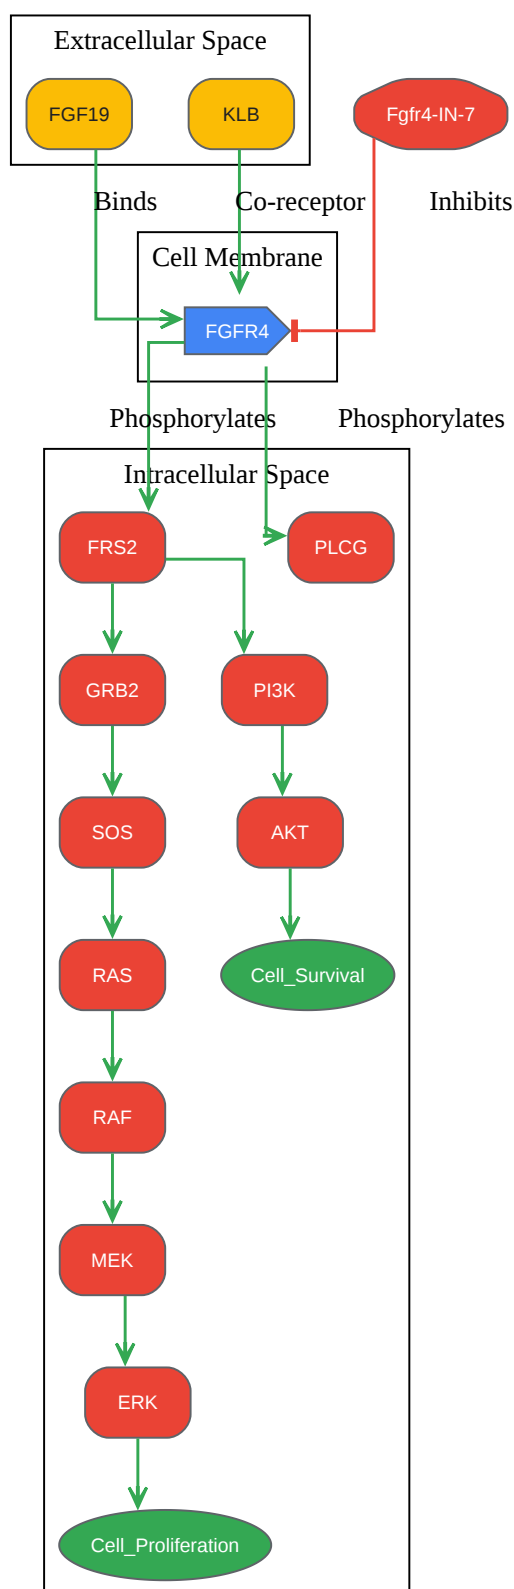 Extracellular Space
FGF19
KLB
Fgfr4-IN-7
Binds
Co-receptor
Inhibits
Cell Membrane
FGFR4
Phosphorylates
Phosphorylates
Intracellular Space
FRS2
PLCG
GRB2
PI3K
SOS
AKT
RAS
Cell_Survival
RAF
MEK
ERK
Cell_Proliferation